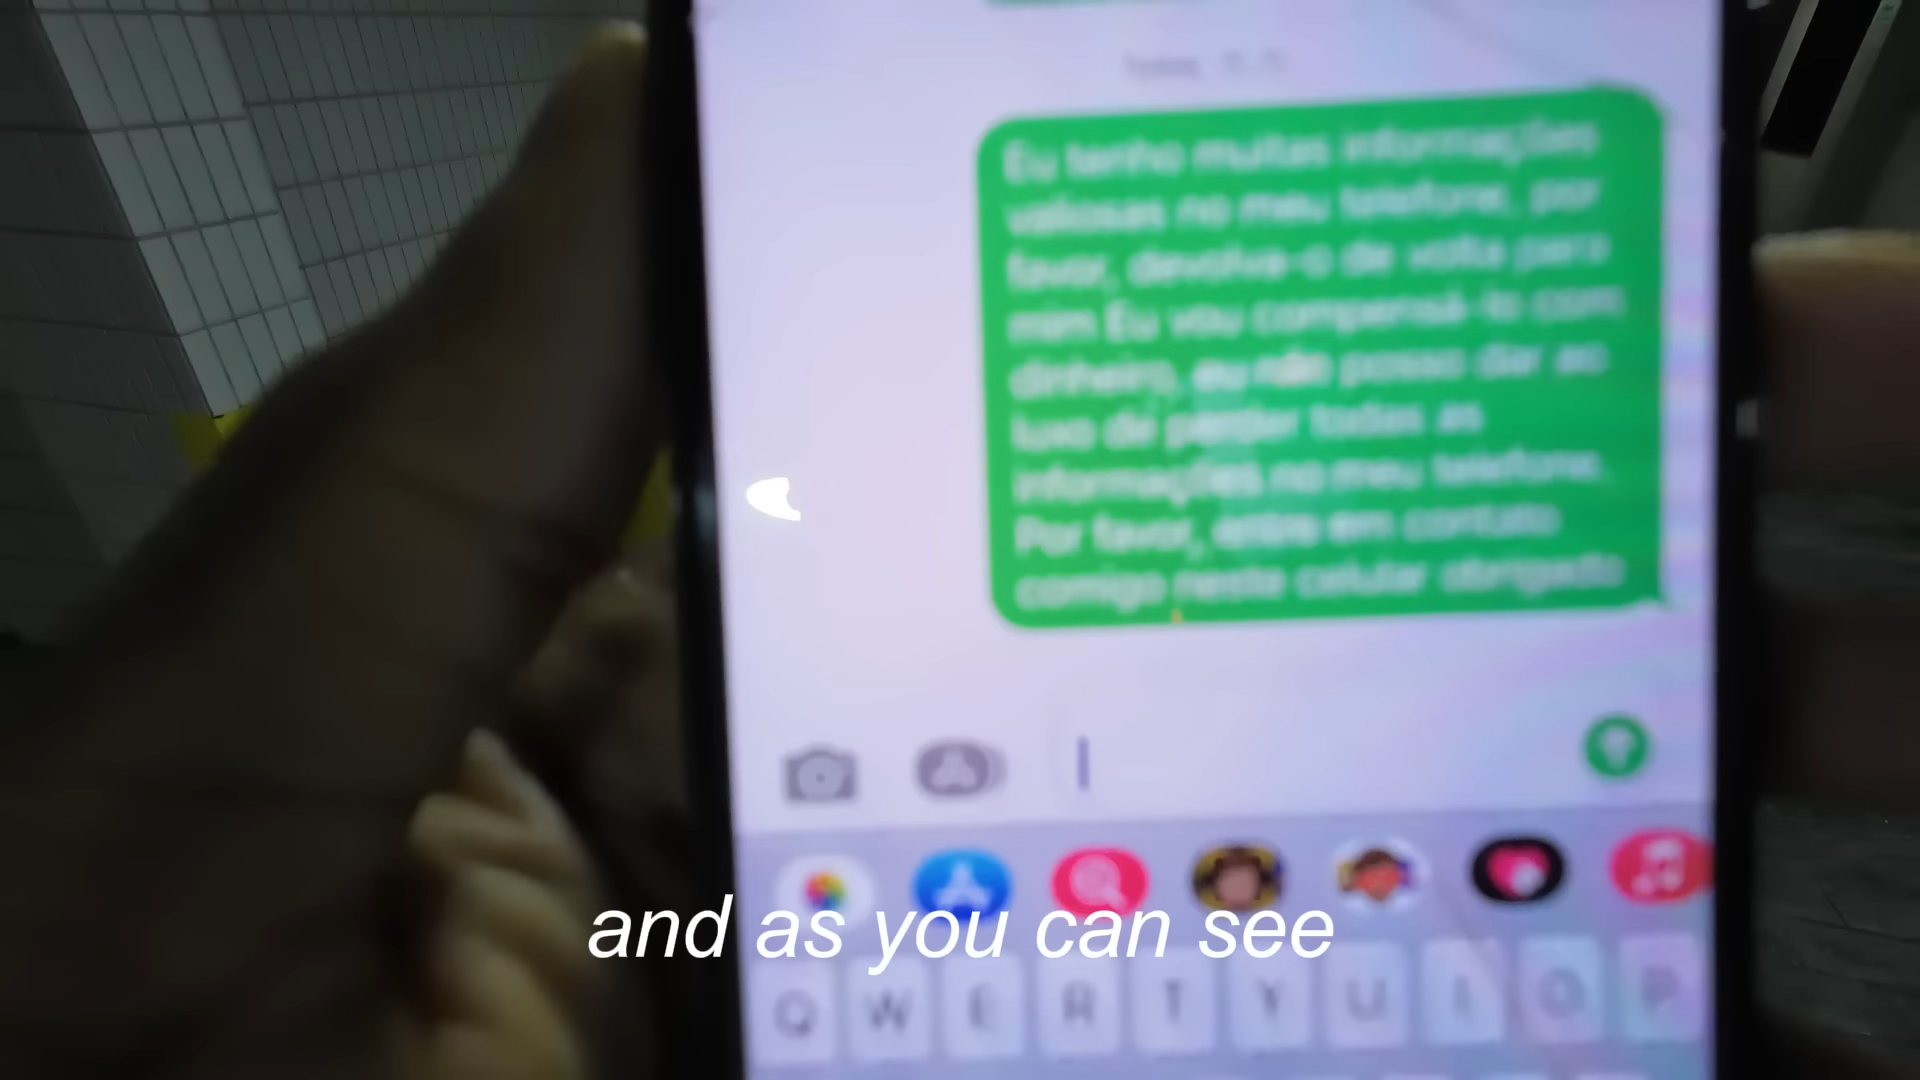 Eu tenho muitas informações
valiosas no meu telefone, por
favor, devolva-o de volta para
mim Eu vou compensá-lo com
dinheiro, eu não posso dar ao
luxo de perder todas as
informações no meu telefone.
Por favor, entre em contato
comigo neste celular obrigado
and as you can see
Q W E R T Y U I O P